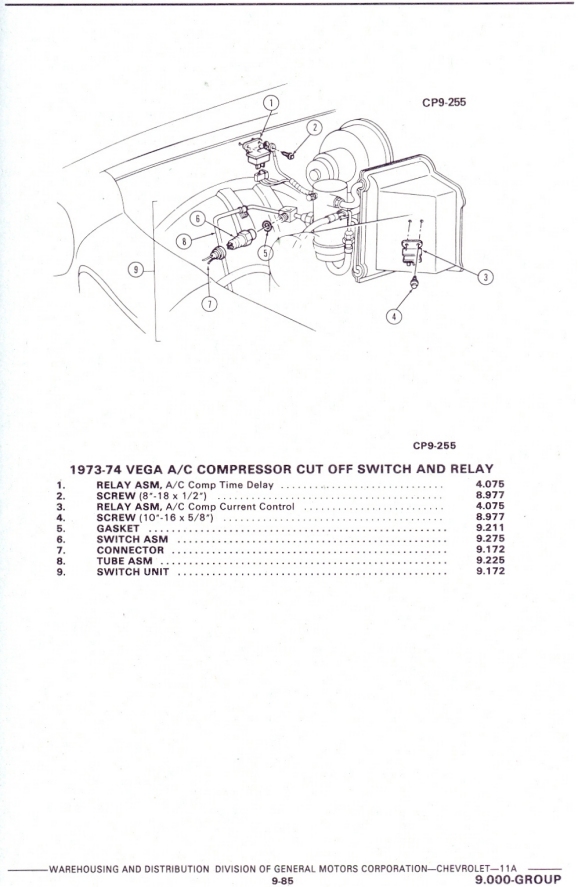 CP9-255
1
2
6
8
5
9
3
7
4
CP9-255
1973-74 VEGA A/C COMPRESSOR CUT OFF SWITCH AND RELAY
1. RELAY ASM, A/C Comp Time Delay 4.075
2. SCREW (8"-18 x 1/2") 8.977
3. RELAY ASM, A/C Comp Current Control 4.075
4. SCREW (10"-16 x 5/8") 8.977
5. GASKET 9.211
6. SWITCH ASM 9.275
7. CONNECTOR 9.172
8. TUBE ASM 9.225
9. SWITCH UNIT 9.172
WAREHOUSING AND DISTRIBUTION DIVISION OF GENERAL MOTORS CORPORATION—CHEVROLET—11A
9-85 9.000-GROUP